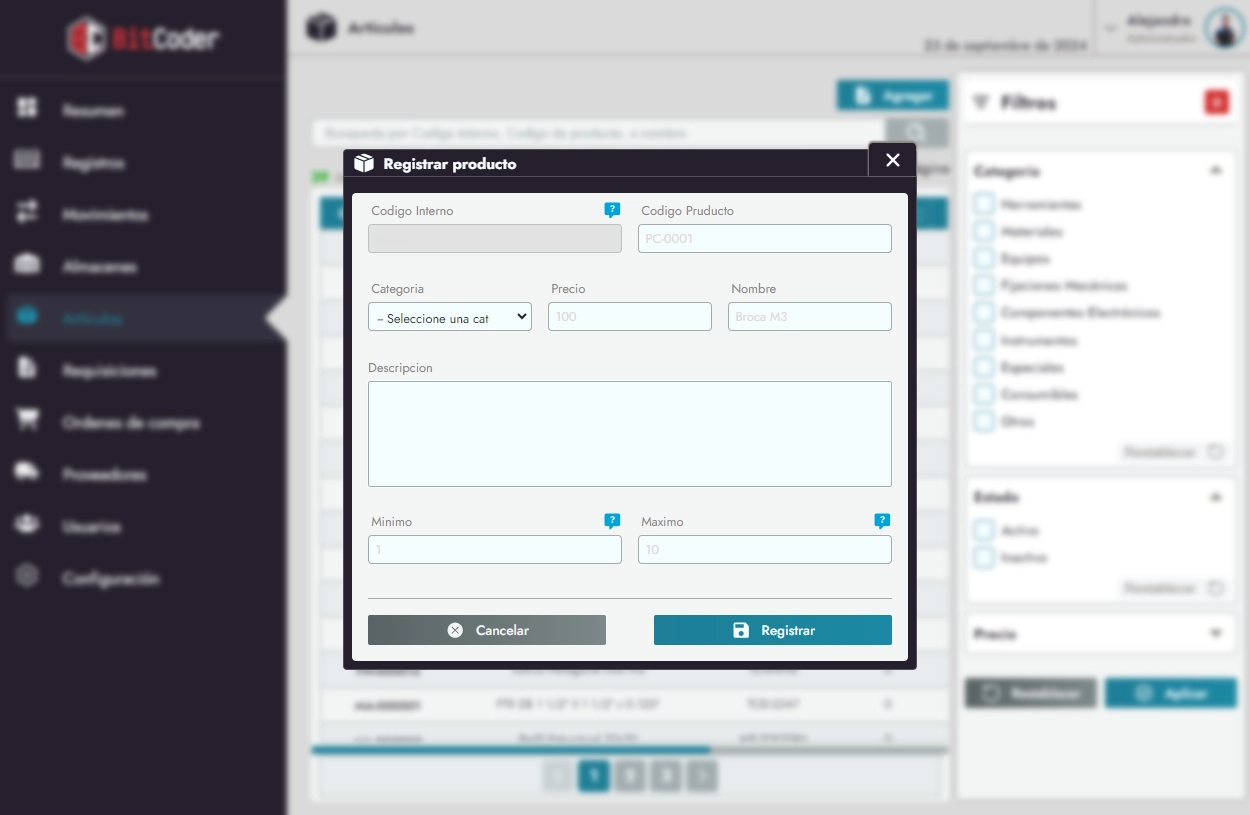 BitCoder
Artículos
Alejandro
Administrador
23 de septiembre de 2024
Resumen
Registros
Movimientos
Almacenes
Artículos
Requisiciones
Ordenes de compra
Proveedores
Usuarios
Configuración
Agregar
Busqueda por Codigo interno, Codigo de producto, o nombre
Registrar producto
Codigo Interno
Codigo Pruducto
PC-0001
Categoria
Precio
Nombre
-- Seleccione una cat
100
Broca M3
Descripcion
Minimo
Maximo
1
10
Cancelar
Registrar
1
2
3
Filtros
Categoria
Herramientas
Materiales
Equipos
Fijaciones Mecánicas
Componentes Electrónicos
Instrumentos
Especiales
Consumibles
Otros
Restablecer
Estado
Activo
Inactivo
Restablecer
Precio
Restablecer
Aplicar